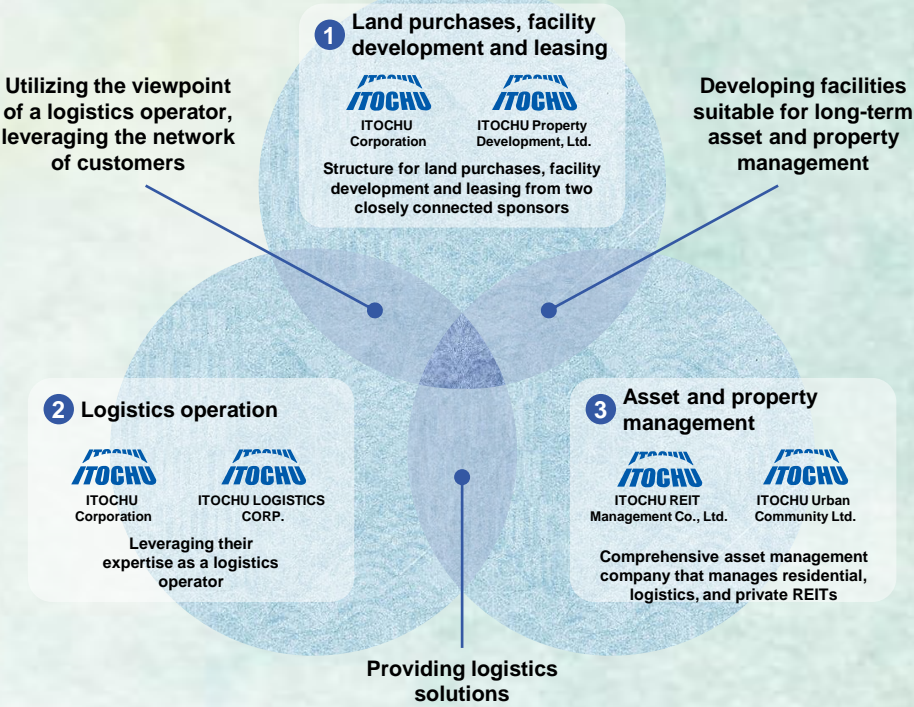 1
Land purchases, facility
development and leasing
ITOCHU
ITOCHU
Corporation
ITOCHU
ITOCHU Property
Development, Ltd.
Structure for land purchases, facility
development and leasing from two
closely connected sponsors
Utilizing the viewpoint
of a logistics operator,
leveraging the network
of customers
Developing facilities
suitable for long-term
asset and property
management
2
Logistics operation
ITOCHU
ITOCHU
Corporation
ITOCHU
ITOCHU LOGISTICS
CORP.
Leveraging their
expertise as a logistics
operator
3
Asset and property
management
ITOCHU
ITOCHU REIT
Management Co., Ltd.
ITOCHU
ITOCHU Urban
Community Ltd.
Comprehensive asset management
company that manages residential,
logistics, and private REITs
Providing logistics
solutions